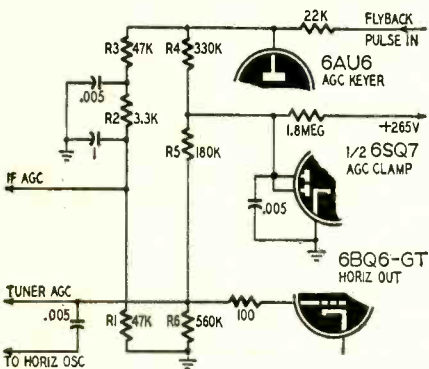 22K
FLYBACK
PULSE IN
R3 47K
R4 330K
6AU6
AGC KEYER
.005
R2 3.3K
1.8MEG
+265V
1
R5 180K
1/2 6SQ7
AGC CLAMP
IF AGC
.005
6BQ6-GT
HORIZ OUT
TUNER AGC
.005
R1 47K
R6 560K
100
TO HORIZ OSC